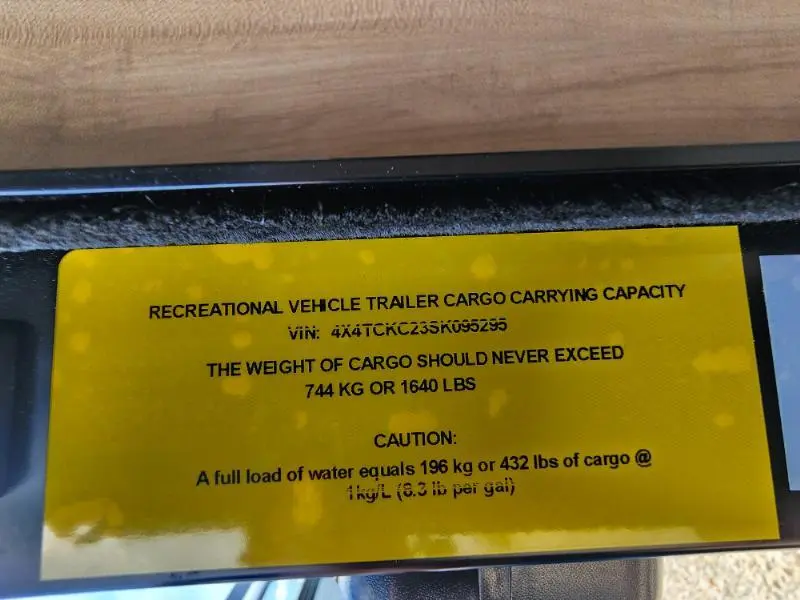 RECREATIONAL VEHICLE TRAILER CARGO CARRYING CAPACITY
VIN: 4X4TCKC23SK095295
THE WEIGHT OF CARGO SHOULD NEVER EXCEED
744 KG OR 1640 LBS
CAUTION:
A full load of water equals 196 kg or 432 lbs of cargo @
1kg/L (8.3 lb per gal)